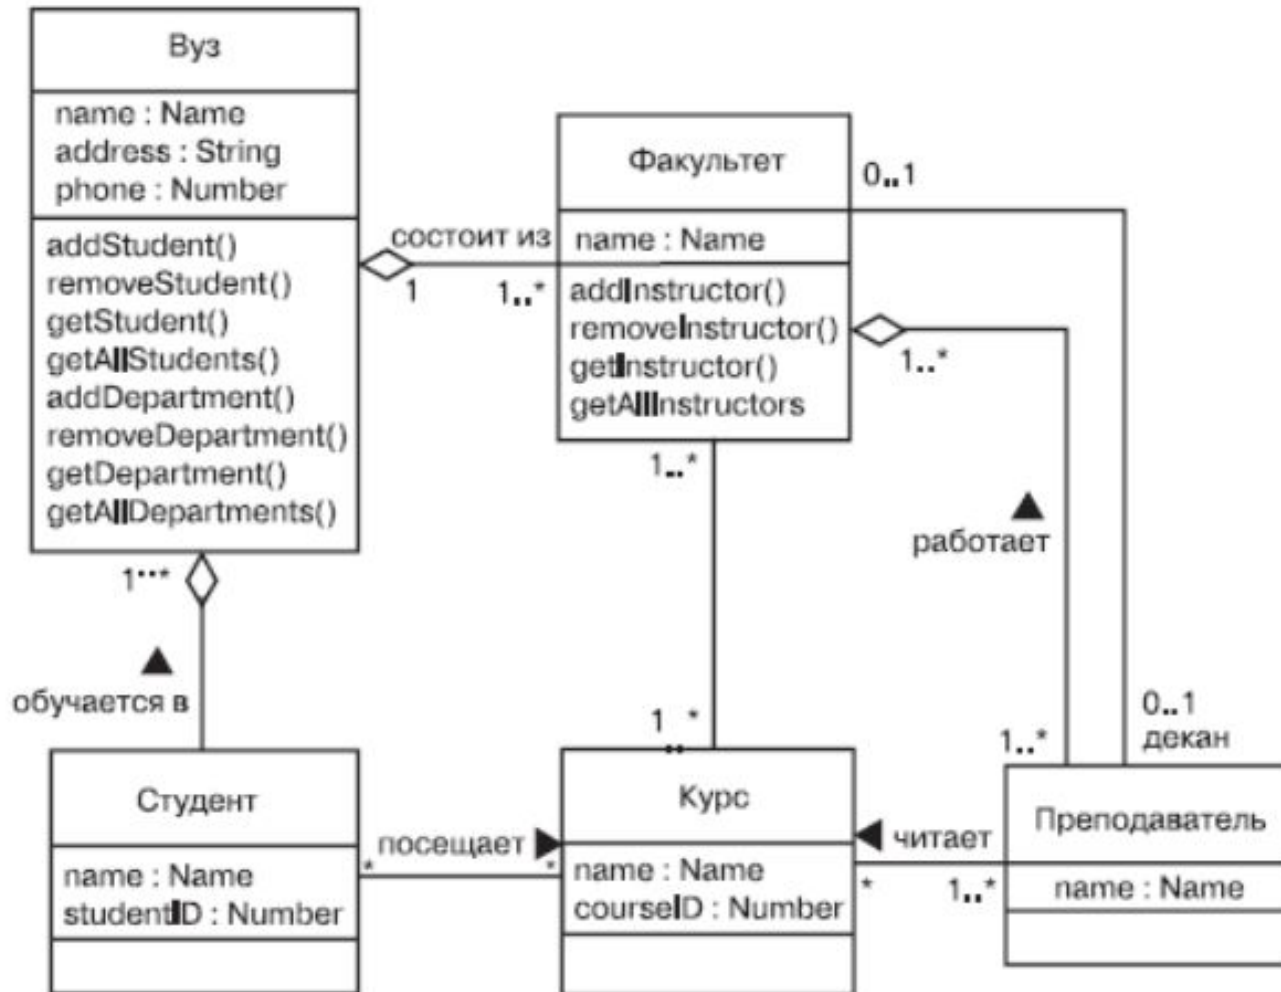 Вуз
name : Name
address : String
phone : Number
addStudent()
removeStudent()
getStudent()
getAllStudents()
addDepartment()
removeDepartment()
getDepartment()
getAllDepartments()
состоит из
1
1..*
Факультет
name : Name
addInstructor()
removeInstructor()
getInstructor()
getAllInstructors
0..1
1..*
1..*
работает
1..*
обучается в
1..*
1..*
0..1
декан
Студент
name : Name
studentID : Number
посещает
*
*
Курс
name : Name
courseID : Number
читает
*
1..*
Преподаватель
name : Name